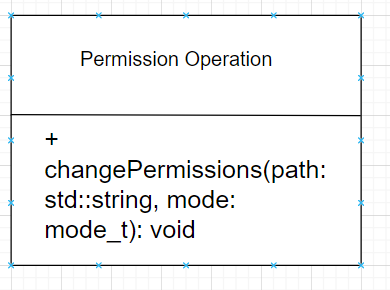 Permission Operation
+
changePermissions(path:
std::string, mode:
mode_t): void